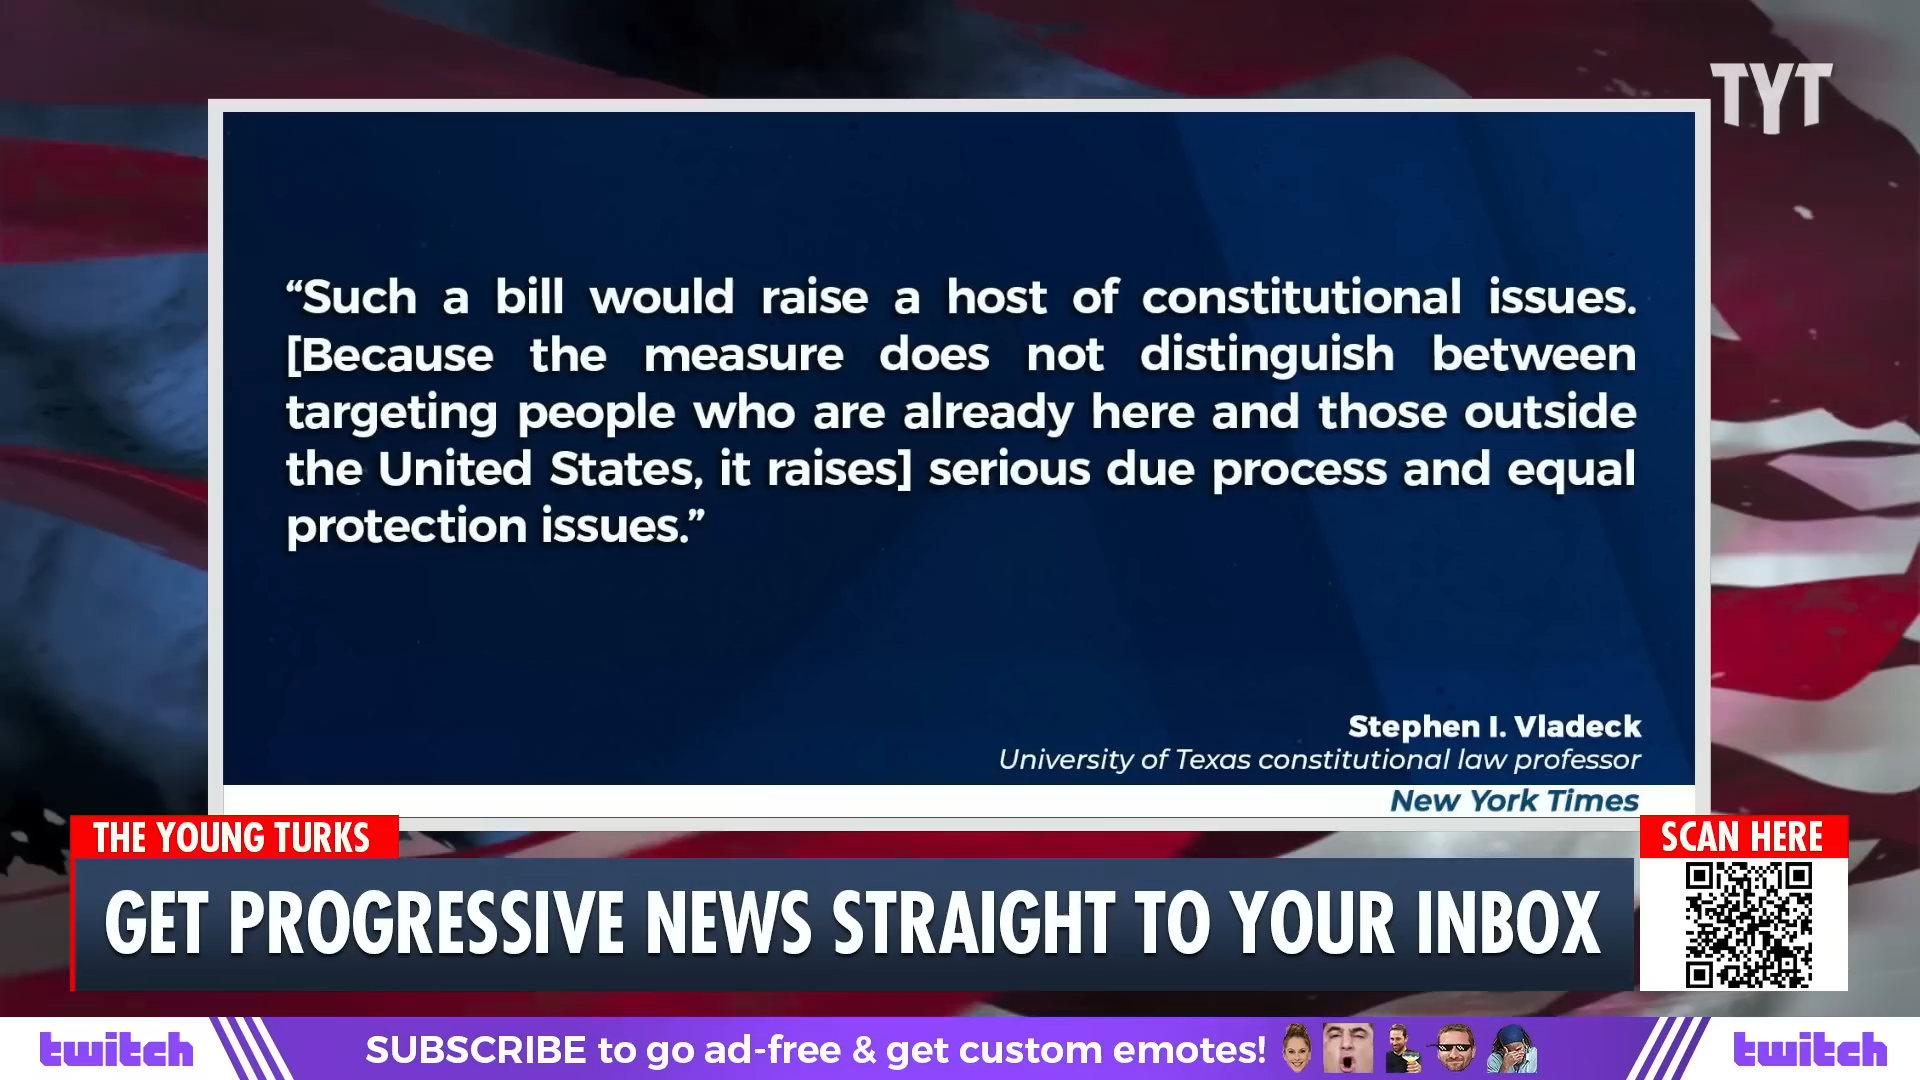 TYT
“Such a bill would raise a host of constitutional issues.
[Because the measure does not distinguish between
targeting people who are already here and those outside
the United States, it raises] serious due process and equal
protection issues.”
Stephen I. Vladeck
University of Texas constitutional law professor
New York Times
THE YOUNG TURKS
SCAN HERE
GET PROGRESSIVE NEWS STRAIGHT TO YOUR INBOX
twitch
SUBSCRIBE to go ad-free & get custom emotes!
twitch